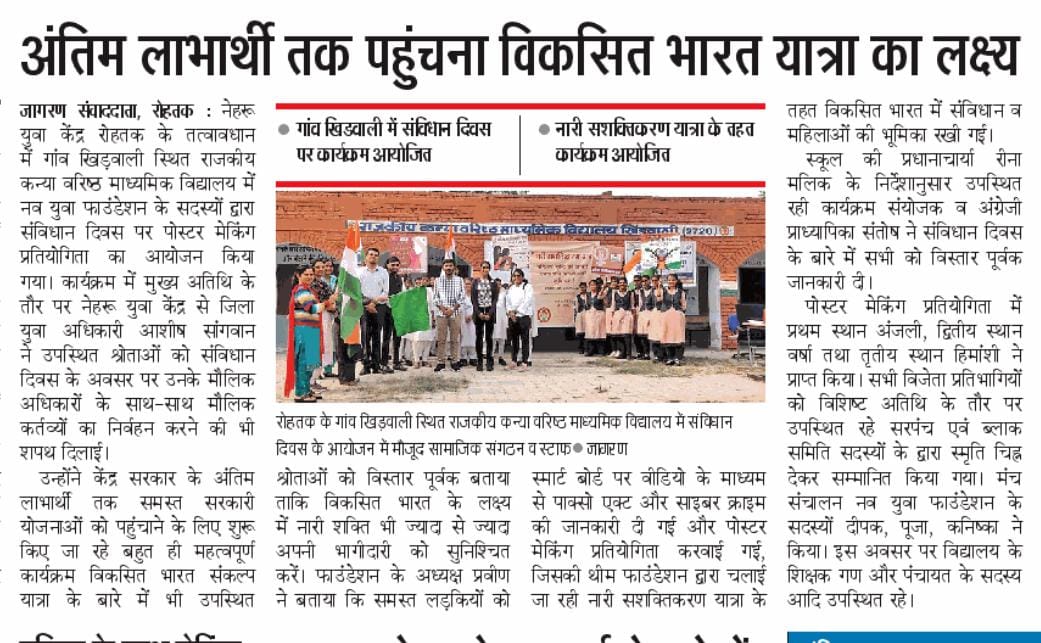 अंतिम लाभार्थी तक पहुंचना विकसित भारत यात्रा का लक्ष्य
जागरण संवाददाता, रोहतक : नेहरू
युवा केंद्र रोहतक के तत्वावधान
में गांव खिड़वाली स्थित राजकीय
कन्या वरिष्ठ माध्यमिक विद्यालय में
नव युवा फाउंडेशन के सदस्यों द्वारा
संविधान दिवस पर पोस्टर मेकिंग
प्रतियोगिता का आयोजन किया
गया। कार्यक्रम में मुख्य अतिथि के
तौर पर नेहरू युवा केंद्र से जिला
युवा अधिकारी आशीष सांगवान
ने उपस्थित श्रोताओं को संविधान
दिवस के अवसर पर उनके मौलिक
अधिकारों के साथ-साथ मौलिक
कर्तव्यों का निर्वहन करने की भी
शपथ दिलाई।
उन्होंने केंद्र सरकार के अंतिम
लाभार्थी तक समस्त सरकारी
योजनाओं को पहुंचाने के लिए शुरू
किए जा रहे बहुत ही महत्वपूर्ण
कार्यक्रम विकसित भारत संकल्प
यात्रा के बारे में भी उपस्थित
● गांव खिडवाली में संविधान दिवस
पर कार्यक्रम आयोजित
● नारी सशक्तिकरण यात्रा के तहत
कार्यक्रम आयोजित
राजकीय कन्या वरिष्ठ माध्यमिक विद्यालय खिड़वाली (9720)
रोहतक के गांव खिड़वाली स्थित राजकीय कन्या वरिष्ठ माध्यमिक विद्यालय में संविधान
दिवस के आयोजन में मौजूद सामाजिक संगठन व स्टाफ ● जागरण
श्रोताओं को विस्तार पूर्वक बताया
ताकि विकसित भारत के लक्ष्य
में नारी शक्ति भी ज्यादा से ज्यादा
अपनी भागीदारी को सुनिश्चित
करें। फाउंडेशन के अध्यक्ष प्रवीण
ने बताया कि समस्त लड़कियों को
स्मार्ट बोर्ड पर वीडियो के माध्यम
से पाक्सो एक्ट और साइबर क्राइम
की जानकारी दी गई और पोस्टर
मेकिंग प्रतियोगिता करवाई गई,
जिसकी थीम फाउंडेशन द्वारा चलाई
जा रही नारी सशक्तिकरण यात्रा के
तहत विकसित भारत में संविधान व
महिलाओं की भूमिका रखी गई।
स्कूल की प्रधानाचार्या रीना
मलिक के निर्देशानुसार उपस्थित
रही कार्यक्रम संयोजक व अंग्रेजी
प्राध्यापिका संतोष ने संविधान दिवस
के बारे में सभी को विस्तार पूर्वक
जानकारी दी।
पोस्टर मेकिंग प्रतियोगिता में
प्रथम स्थान अंजली, द्वितीय स्थान
वर्षा तथा तृतीय स्थान हिमांशी ने
प्राप्त किया। सभी विजेता प्रतिभागियों
को विशिष्ट अतिथि के तौर पर
उपस्थित रहे सरपंच एवं ब्लाक
समिति सदस्यों के द्वारा स्मृति चिह्न
देकर सम्मानित किया गया। मंच
संचालन नव युवा फाउंडेशन के
सदस्यों दीपक, पूजा, कनिष्का ने
किया। इस अवसर पर विद्यालय के
शिक्षक गण और पंचायत के सदस्य
आदि उपस्थित रहे।